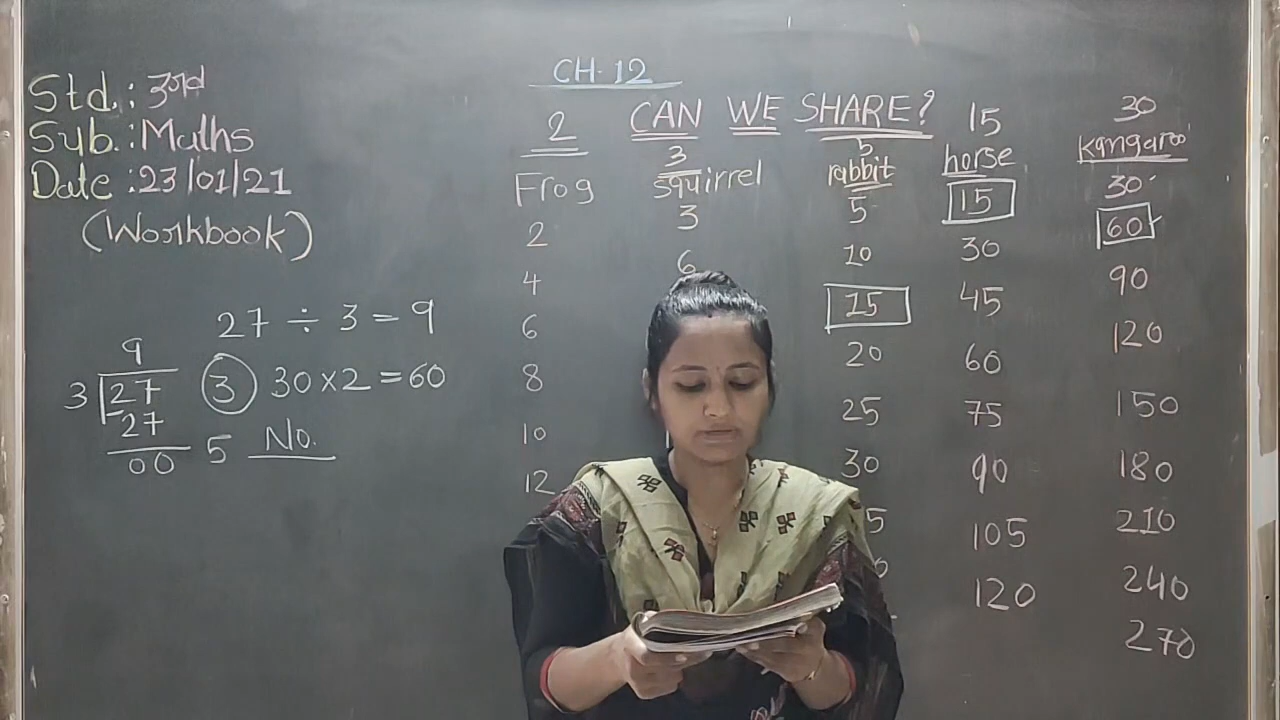 Std.: 3rd
Sub.: Maths
Date: 23/01/21
(Workbook)
27 ÷ 3 = 9
9
3 27
27
00
3 30 x 2 = 60
5 No.
CH. 12
CAN WE SHARE?
2
Frog
2
4
6
8
10
12
3
squirrel
3
6
5
rabbit
5
10
15
20
25
30
15
horse
15
30
45
60
75
90
105
120
30
kangaroo
30
60
90
120
150
180
210
240
270